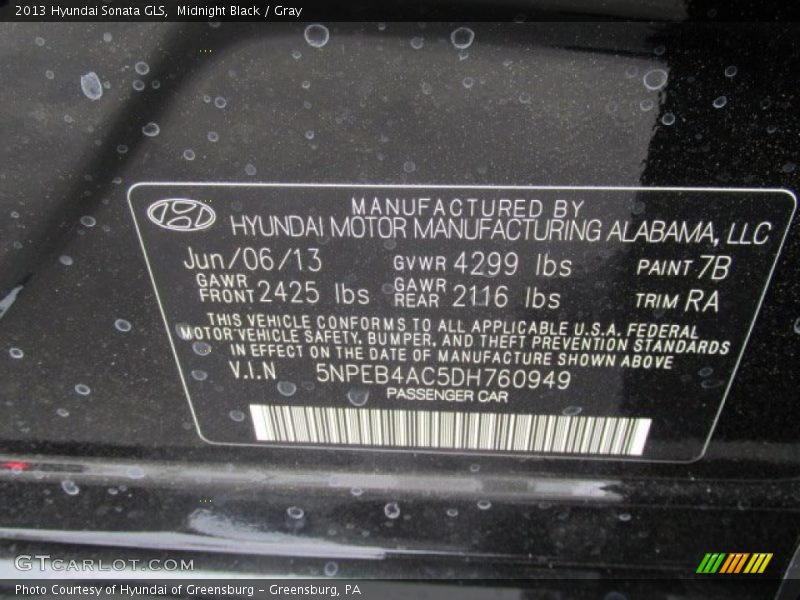 2013 Hyundai Sonata GLS, Midnight Black / Gray
MANUFACTURED BY
HYUNDAI MOTOR MANUFACTURING ALABAMA, LLC
Jun/06/13 GVWR 4299 lbs PAINT 7B
GAWR FRONT 2425 lbs GAWR REAR 2116 lbs TRIM RA
THIS VEHICLE CONFORMS TO ALL APPLICABLE U.S.A. FEDERAL
MOTOR VEHICLE SAFETY, BUMPER, AND THEFT PREVENTION STANDARDS
IN EFFECT ON THE DATE OF MANUFACTURE SHOWN ABOVE
V.I.N 5NPEB4AC5DH760949
PASSENGER CAR
GTCARLOT.COM
Photo Courtesy of Hyundai of Greensburg - Greensburg, PA